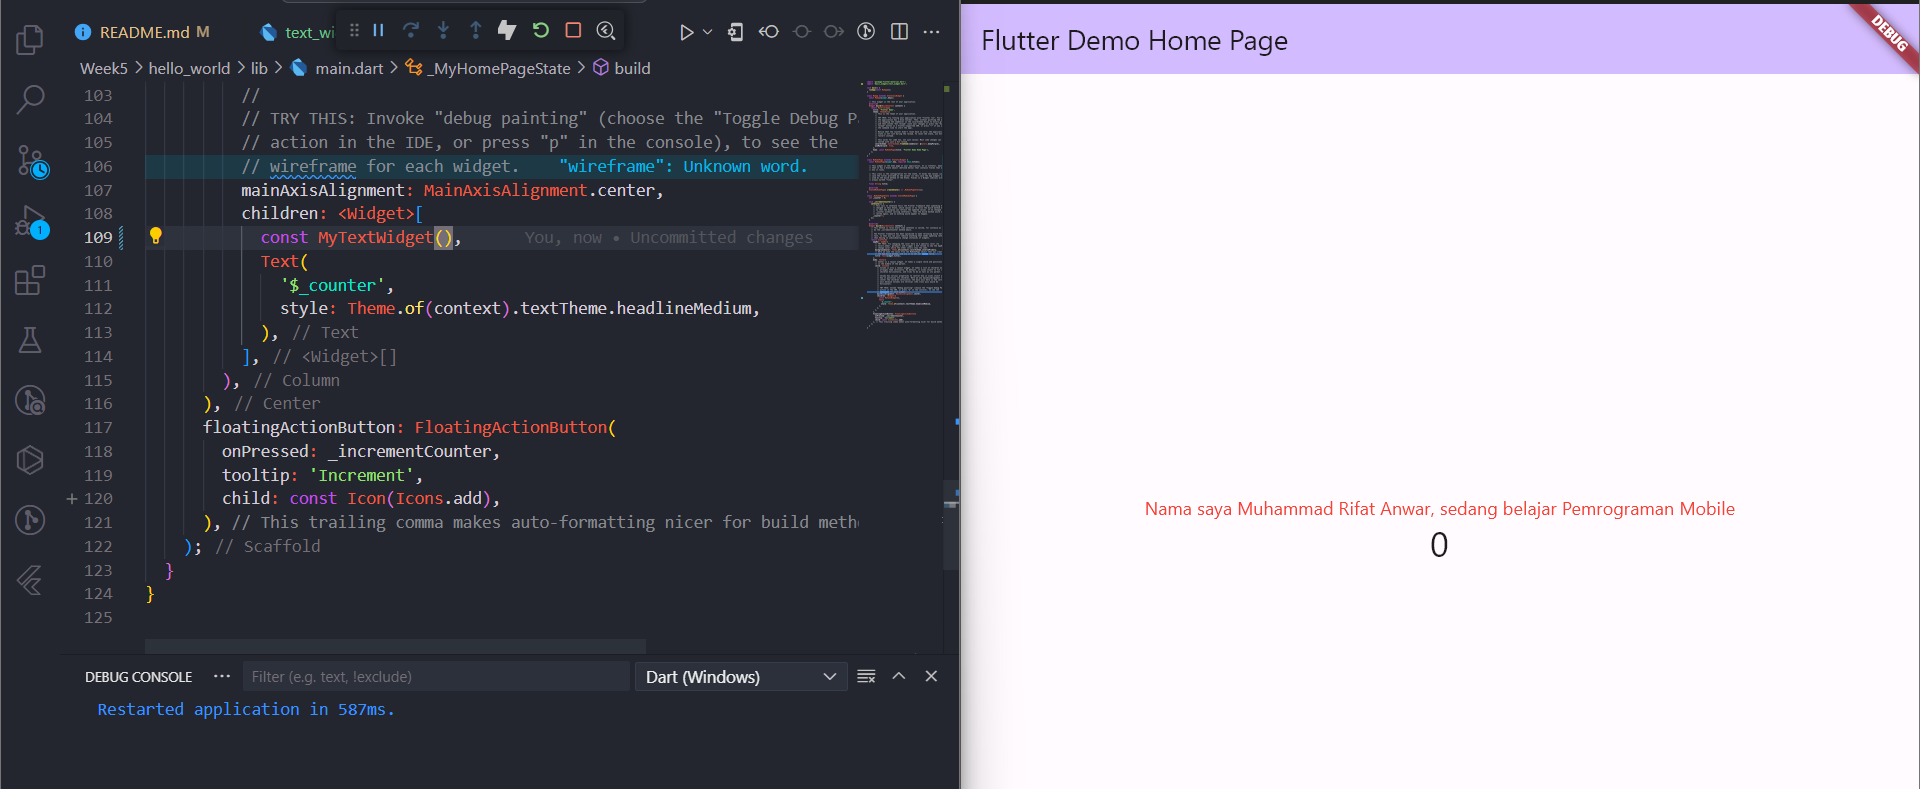 README.md M
text_wi
Week5 > hello_world > lib > main.dart > _MyHomePageState > build
103 //
104 // TRY THIS: Invoke "debug painting" (choose the "Toggle Debug P
105 // action in the IDE, or press "p" in the console), to see the
106 // wireframe for each widget. "wireframe": Unknown word.
107 mainAxisAlignment: MainAxisAlignment.center,
108 children: <Widget>[
109 const MyTextWidget(), You, now • Uncommitted changes
110 Text(
111 '$_counter',
112 style: Theme.of(context).textTheme.headlineMedium,
113 ), // Text
114 ], // <Widget>[]
115 ), // Column
116 ), // Center
117 floatingActionButton: FloatingActionButton(
118 onPressed: _incrementCounter,
119 tooltip: 'Increment',
120 child: const Icon(Icons.add),
121 ), // This trailing comma makes auto-formatting nicer for build meth
122 ); // Scaffold
123 }
124 }
125
1
DEBUG CONSOLE
Filter (e.g. text, !exclude)
Dart (Windows)
Restarted application in 587ms.
Flutter Demo Home Page
DEBUG
Nama saya Muhammad Rifat Anwar, sedang belajar Pemrograman Mobile
0